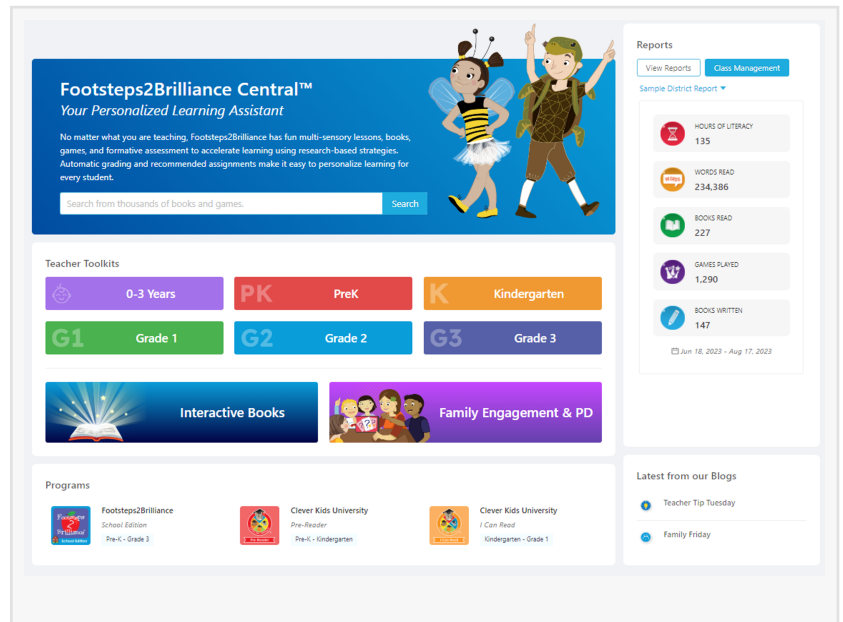 Footsteps2Brilliance Central™
Your Personalized Learning Assistant
No matter what you are teaching, Footsteps2Brilliance has fun multi-sensory lessons, books,
games, and formative assessment to accelerate learning using research-based strategies.
Automatic grading and recommended assignments make it easy to personalize learning for
every student.
Search from thousands of books and games.
Search
Teacher Toolkits
0-3 Years
PK PreK
K Kindergarten
G1 Grade 1
G2 Grade 2
G3 Grade 3
Interactive Books
???
Family Engagement & PD
Programs
Footsteps
2
Brilliance
School Edition
Footsteps2Brilliance
School Edition
Pre-K - Grade 3
Pre Reader
Clever Kids University
Pre-Reader
Pre-K - Kindergarten
Clever Kids University
I Can Read
Kindergarten - Grade 1
Reports
View Reports
Class Management
Sample District Report
HOURS OF LITERACY
135
WORDS READ
234,386
BOOKS READ
227
GAMES PLAYED
1,290
BOOKS WRITTEN
147
Jun 18, 2023 - Aug 17, 2023
Latest from our Blogs
Teacher Tip Tuesday
Family Friday